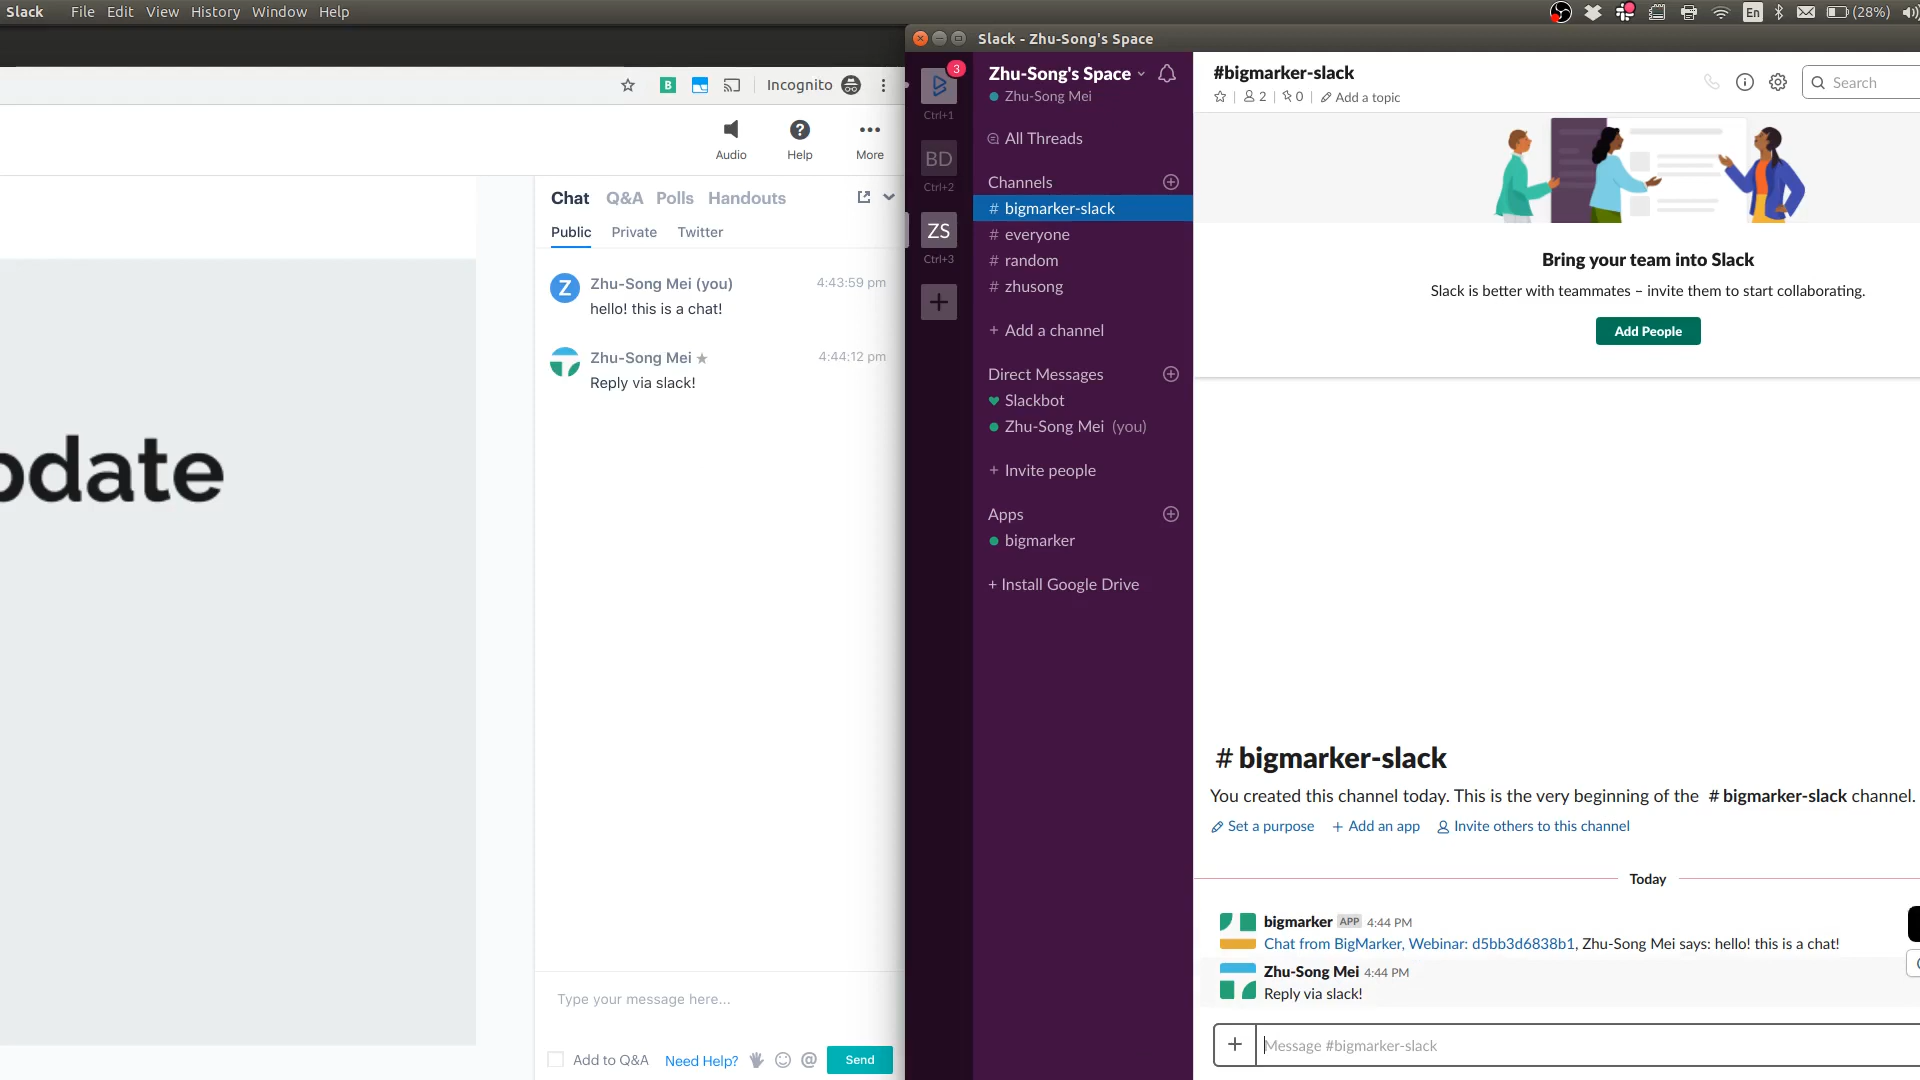 Slack File Edit View History Window Help
En (28%)
Incognito
Audio Help More
Chat Q&A Polls Handouts
Public Private Twitter
Z Zhu-Song Mei (you) 4:43:59 pm
hello! this is a chat!
Zhu-Song Mei 4:44:12 pm
Reply via slack!
pdate
Type your message here...
Add to Q&A Need Help? @ Send
Slack - Zhu-Song's Space
3
Ctrl+1
BD
Ctrl+2
ZS
Ctrl+3
Zhu-Song's Space
Zhu-Song Mei
All Threads
Channels
# bigmarker-slack
# everyone
# random
# zhusong
+ Add a channel
Direct Messages
Slackbot
Zhu-Song Mei (you)
+ Invite people
Apps
bigmarker
+ Install Google Drive
#bigmarker-slack
2 | 0 | Add a topic
Search
Bring your team into Slack
Slack is better with teammates – invite them to start collaborating.
Add People
# bigmarker-slack
You created this channel today. This is the very beginning of the # bigmarker-slack channel.
Set a purpose + Add an app Invite others to this channel
Today
bigmarker APP 4:44 PM
Chat from BigMarker, Webinar: d5bb3d6838b1, Zhu-Song Mei says: hello! this is a chat!
Zhu-Song Mei 4:44 PM
Reply via slack!
+ Message #bigmarker-slack